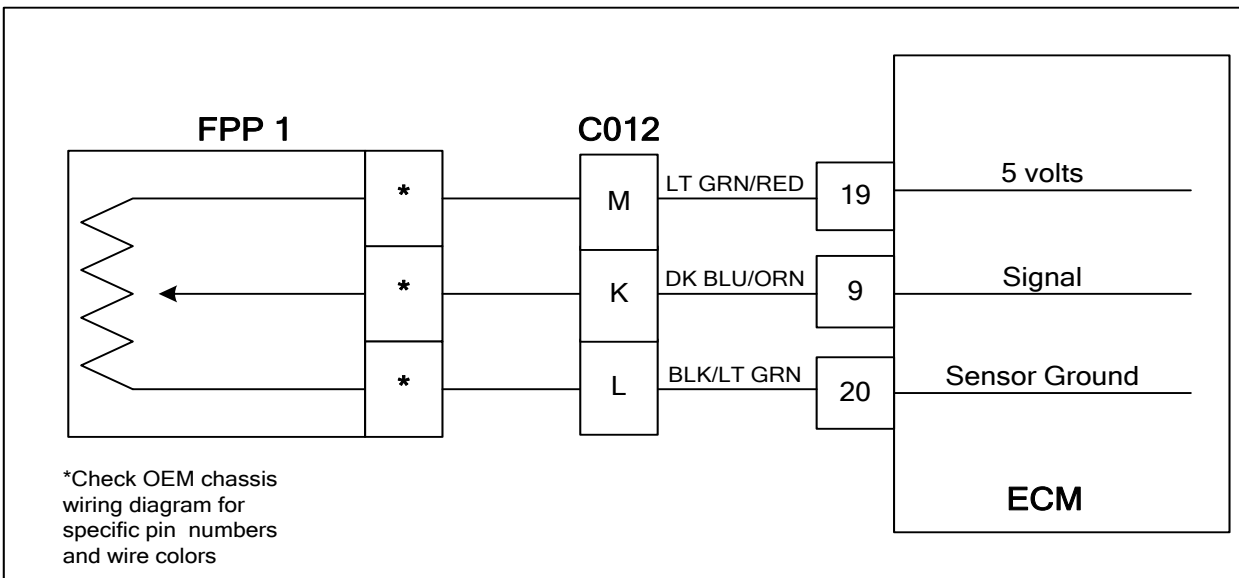 FPP 1
C012
* M LT GRN/RED 19 5 volts
* K DK BLU/ORN 9 Signal
* L BLK/LT GRN 20 Sensor Ground
ECM
*Check OEM chassis
wiring diagram for
specific pin numbers
and wire colors